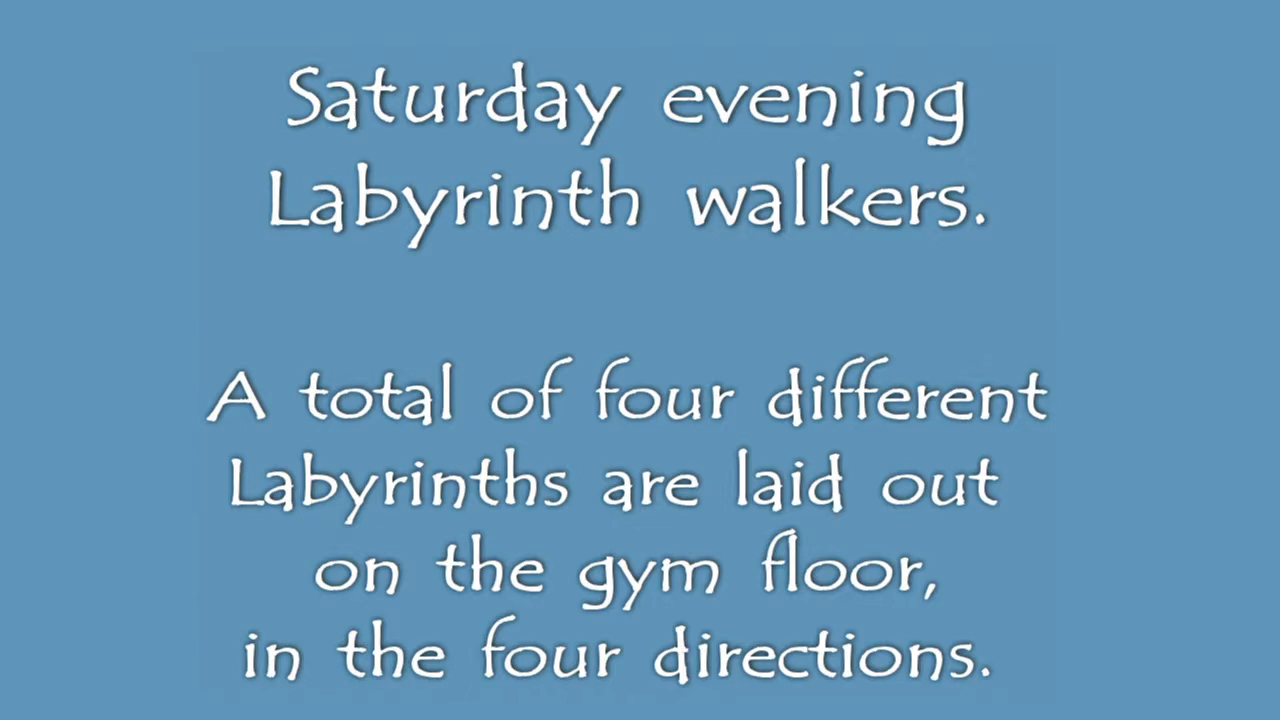 Saturday evening
Labyrinth walkers.
A total of four different
Labyrinths are laid out
on the gym floor,
in the four directions.